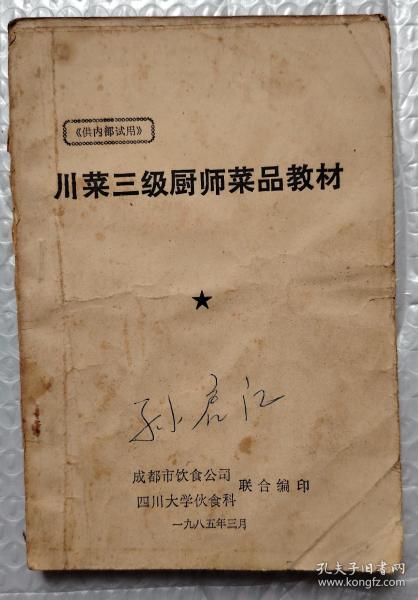 《供内部试用》
川菜三级厨师菜品教材
★
成都市饮食公司
四川大学伙食科
联合编印
一九八五年三月
孔夫子旧书网
www.kongfz.com